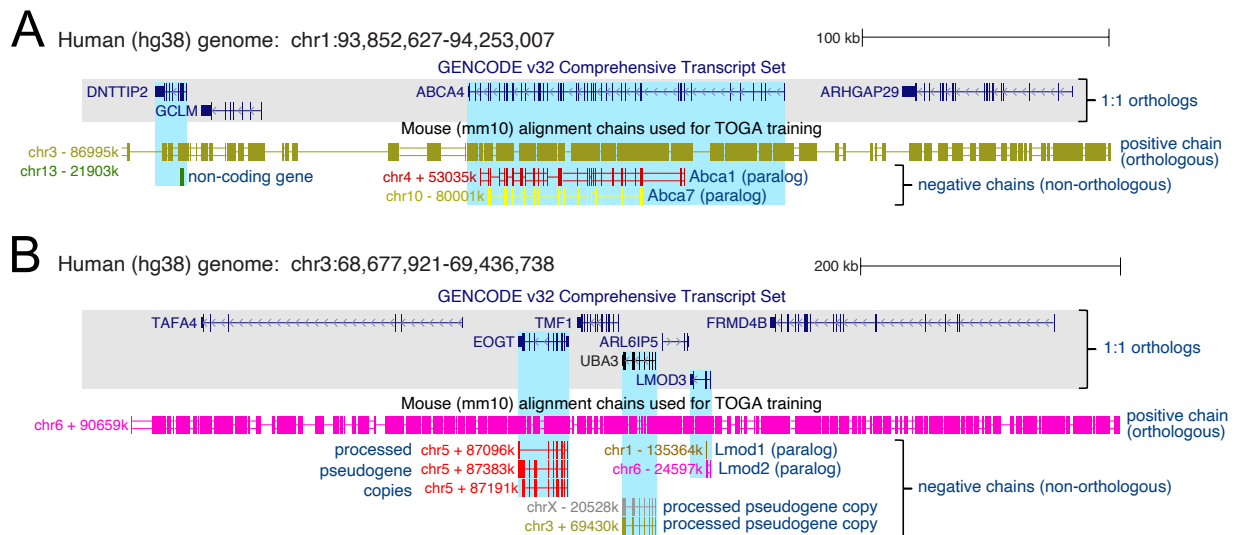 A Human (hg38) genome: chr1:93,852,627-94,253,007 100 kb
GENCODE v32 Comprehensive Transcript Set
DNTTIP2 ABCA4 ARHGAP29
GCLM
1:1 orthologs
Mouse (mm10) alignment chains used for TOGA training
chr3 - 86995k positive chain
(orthologous)
chr13 - 21903k non-coding gene chr4 + 53035k Abca1 (paralog)
negative chains (non-orthologous)
chr10 - 80001k Abca7 (paralog)
B Human (hg38) genome: chr3:68,677,921-69,436,738 200 kb
GENCODE v32 Comprehensive Transcript Set
TAFA4 TMF1 FRMD4B
EOGT ARL6IP5
1:1 orthologs
UBA3
LMOD3
Mouse (mm10) alignment chains used for TOGA training
chr6 + 90659k positive chain
(orthologous)
processed chr5 + 87096k chr1 - 135364k Lmod1 (paralog)
pseudogene chr5 + 87383k chr6 - 24597k Lmod2 (paralog)
copies chr5 + 87191k
negative chains (non-orthologous)
chrX - 20528k processed pseudogene copy
chr3 + 69430k processed pseudogene copy